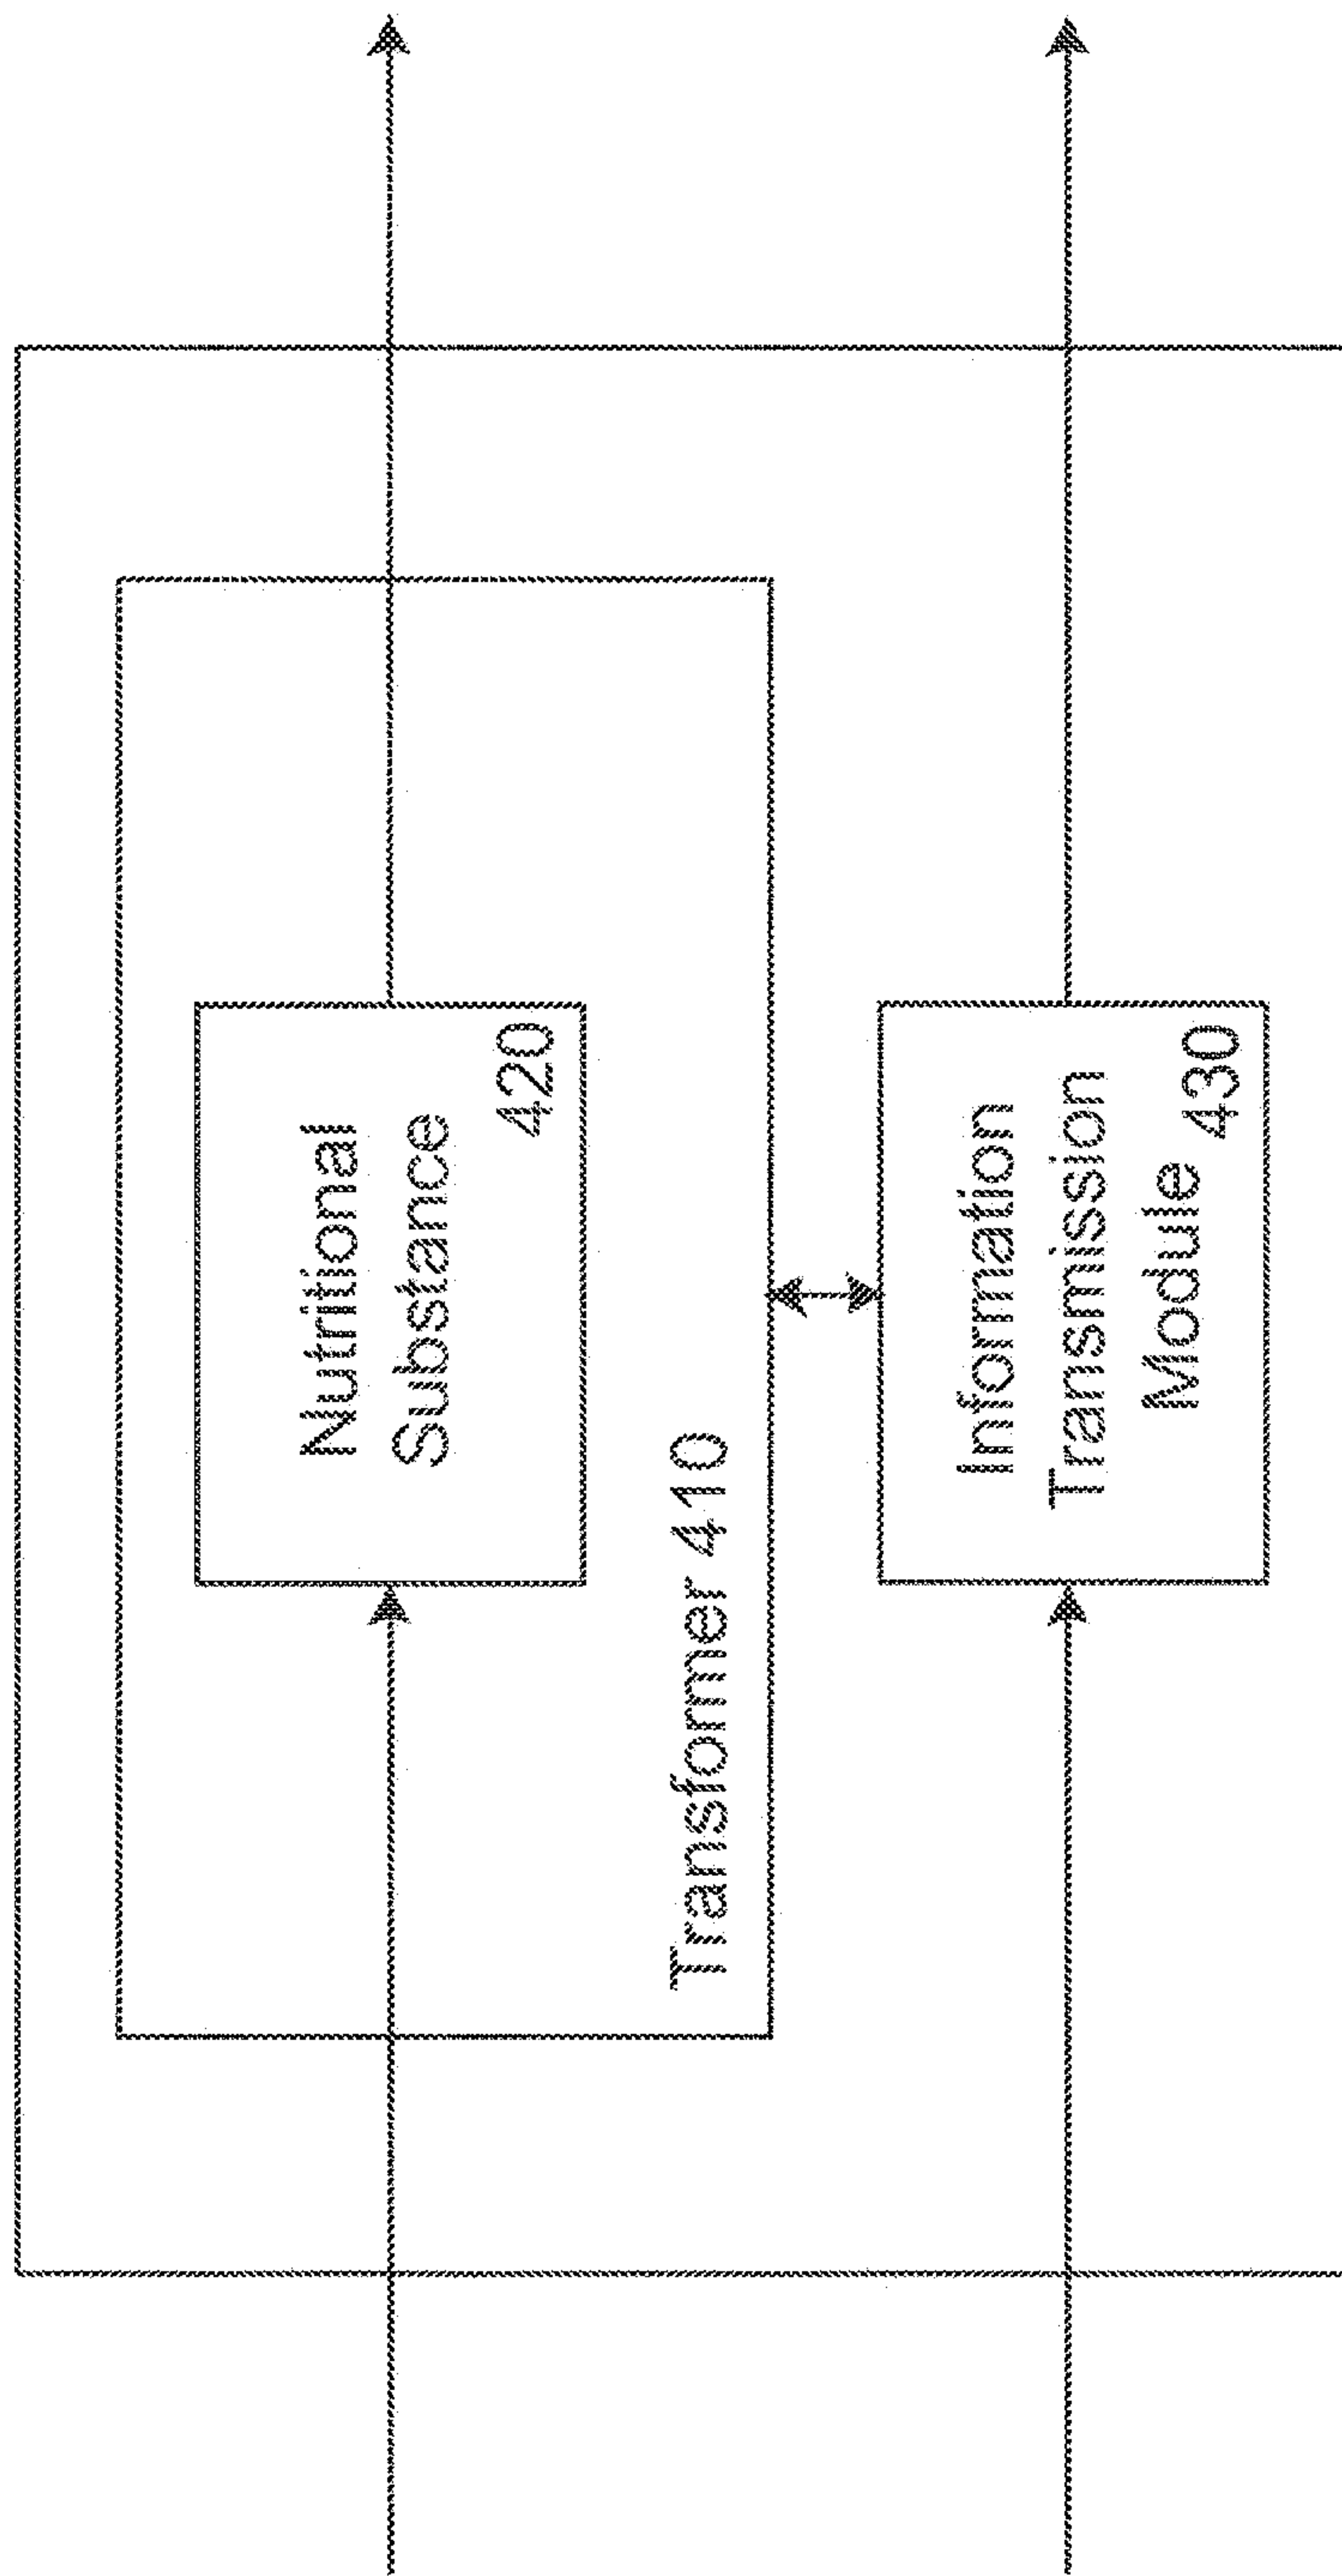 Nutritional
Substance
420
Transformer 410
Information
Transmission
Module 430